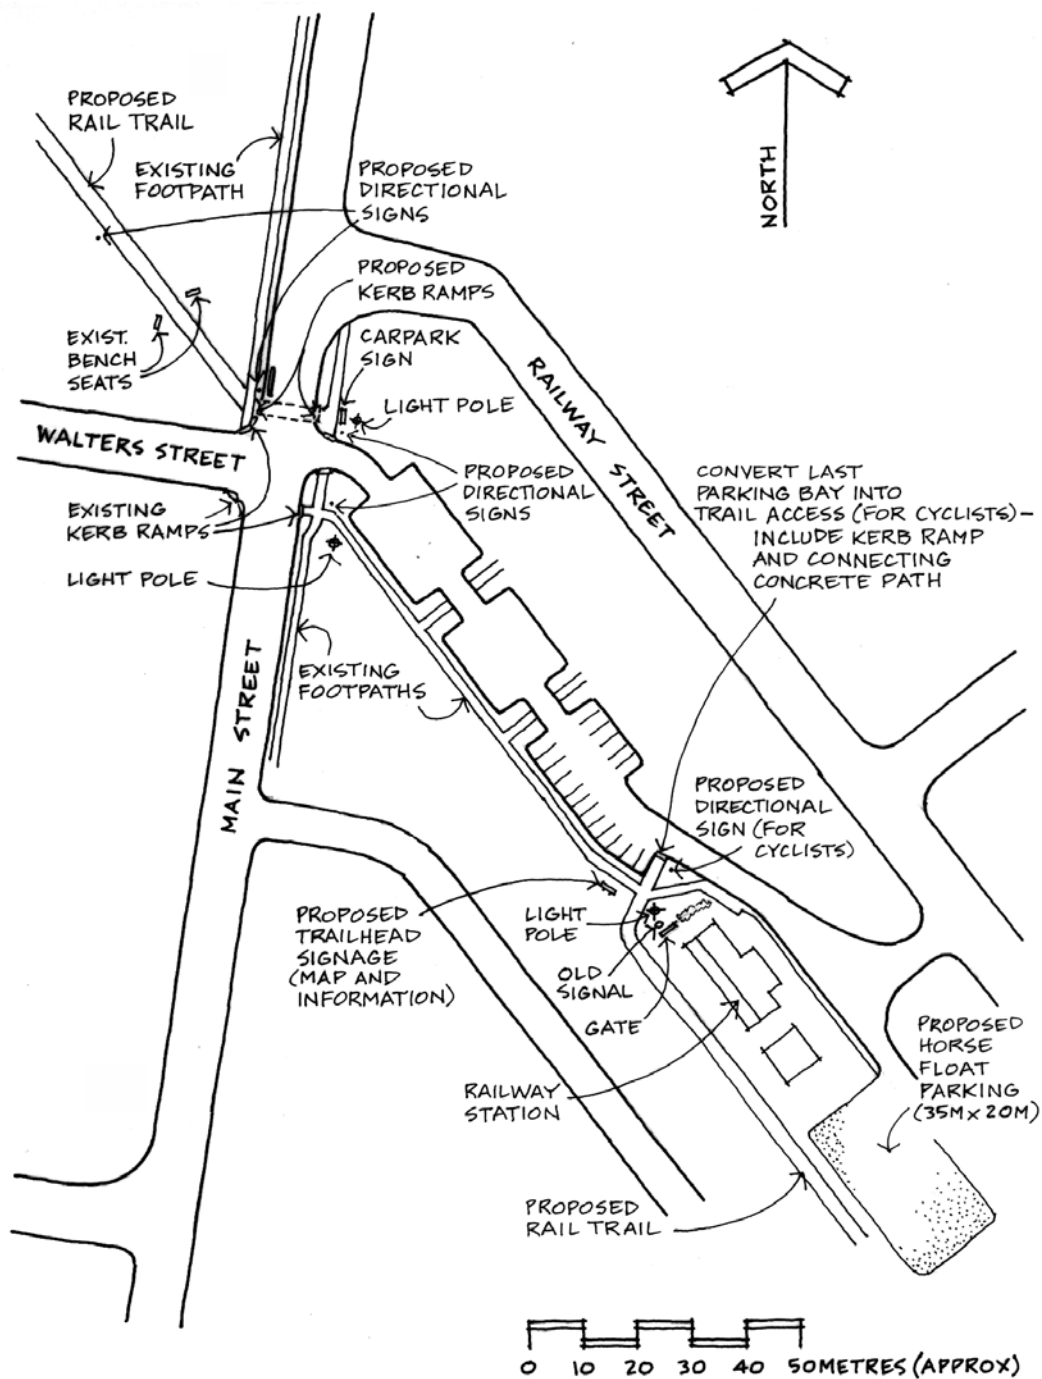 PROPOSED
RAIL TRAIL
EXISTING
FOOTPATH
PROPOSED
DIRECTIONAL
SIGNS
NORTH
PROPOSED
KERB RAMPS
EXIST.
BENCH
SEATS
CARPARK
SIGN
LIGHT POLE
RAILWAY STREET
WALTERS STREET
PROPOSED
DIRECTIONAL
SIGNS
CONVERT LAST
PARKING BAY INTO
TRAIL ACCESS (FOR CYCLISTS) -
INCLUDE KERB RAMP
AND CONNECTING
CONCRETE PATH
EXISTING
KERB RAMPS
LIGHT POLE
EXISTING
FOOTPATHS
MAIN STREET
PROPOSED
DIRECTIONAL
SIGN (FOR
CYCLISTS)
PROPOSED
TRAILHEAD
SIGNAGE
(MAP AND
INFORMATION)
LIGHT
POLE
OLD
SIGNAL
GATE
PROPOSED
HORSE
FLOAT
PARKING
(35M x 20M)
RAILWAY
STATION
PROPOSED
RAIL TRAIL
0 10 20 30 40 50 METRES (APPROX)